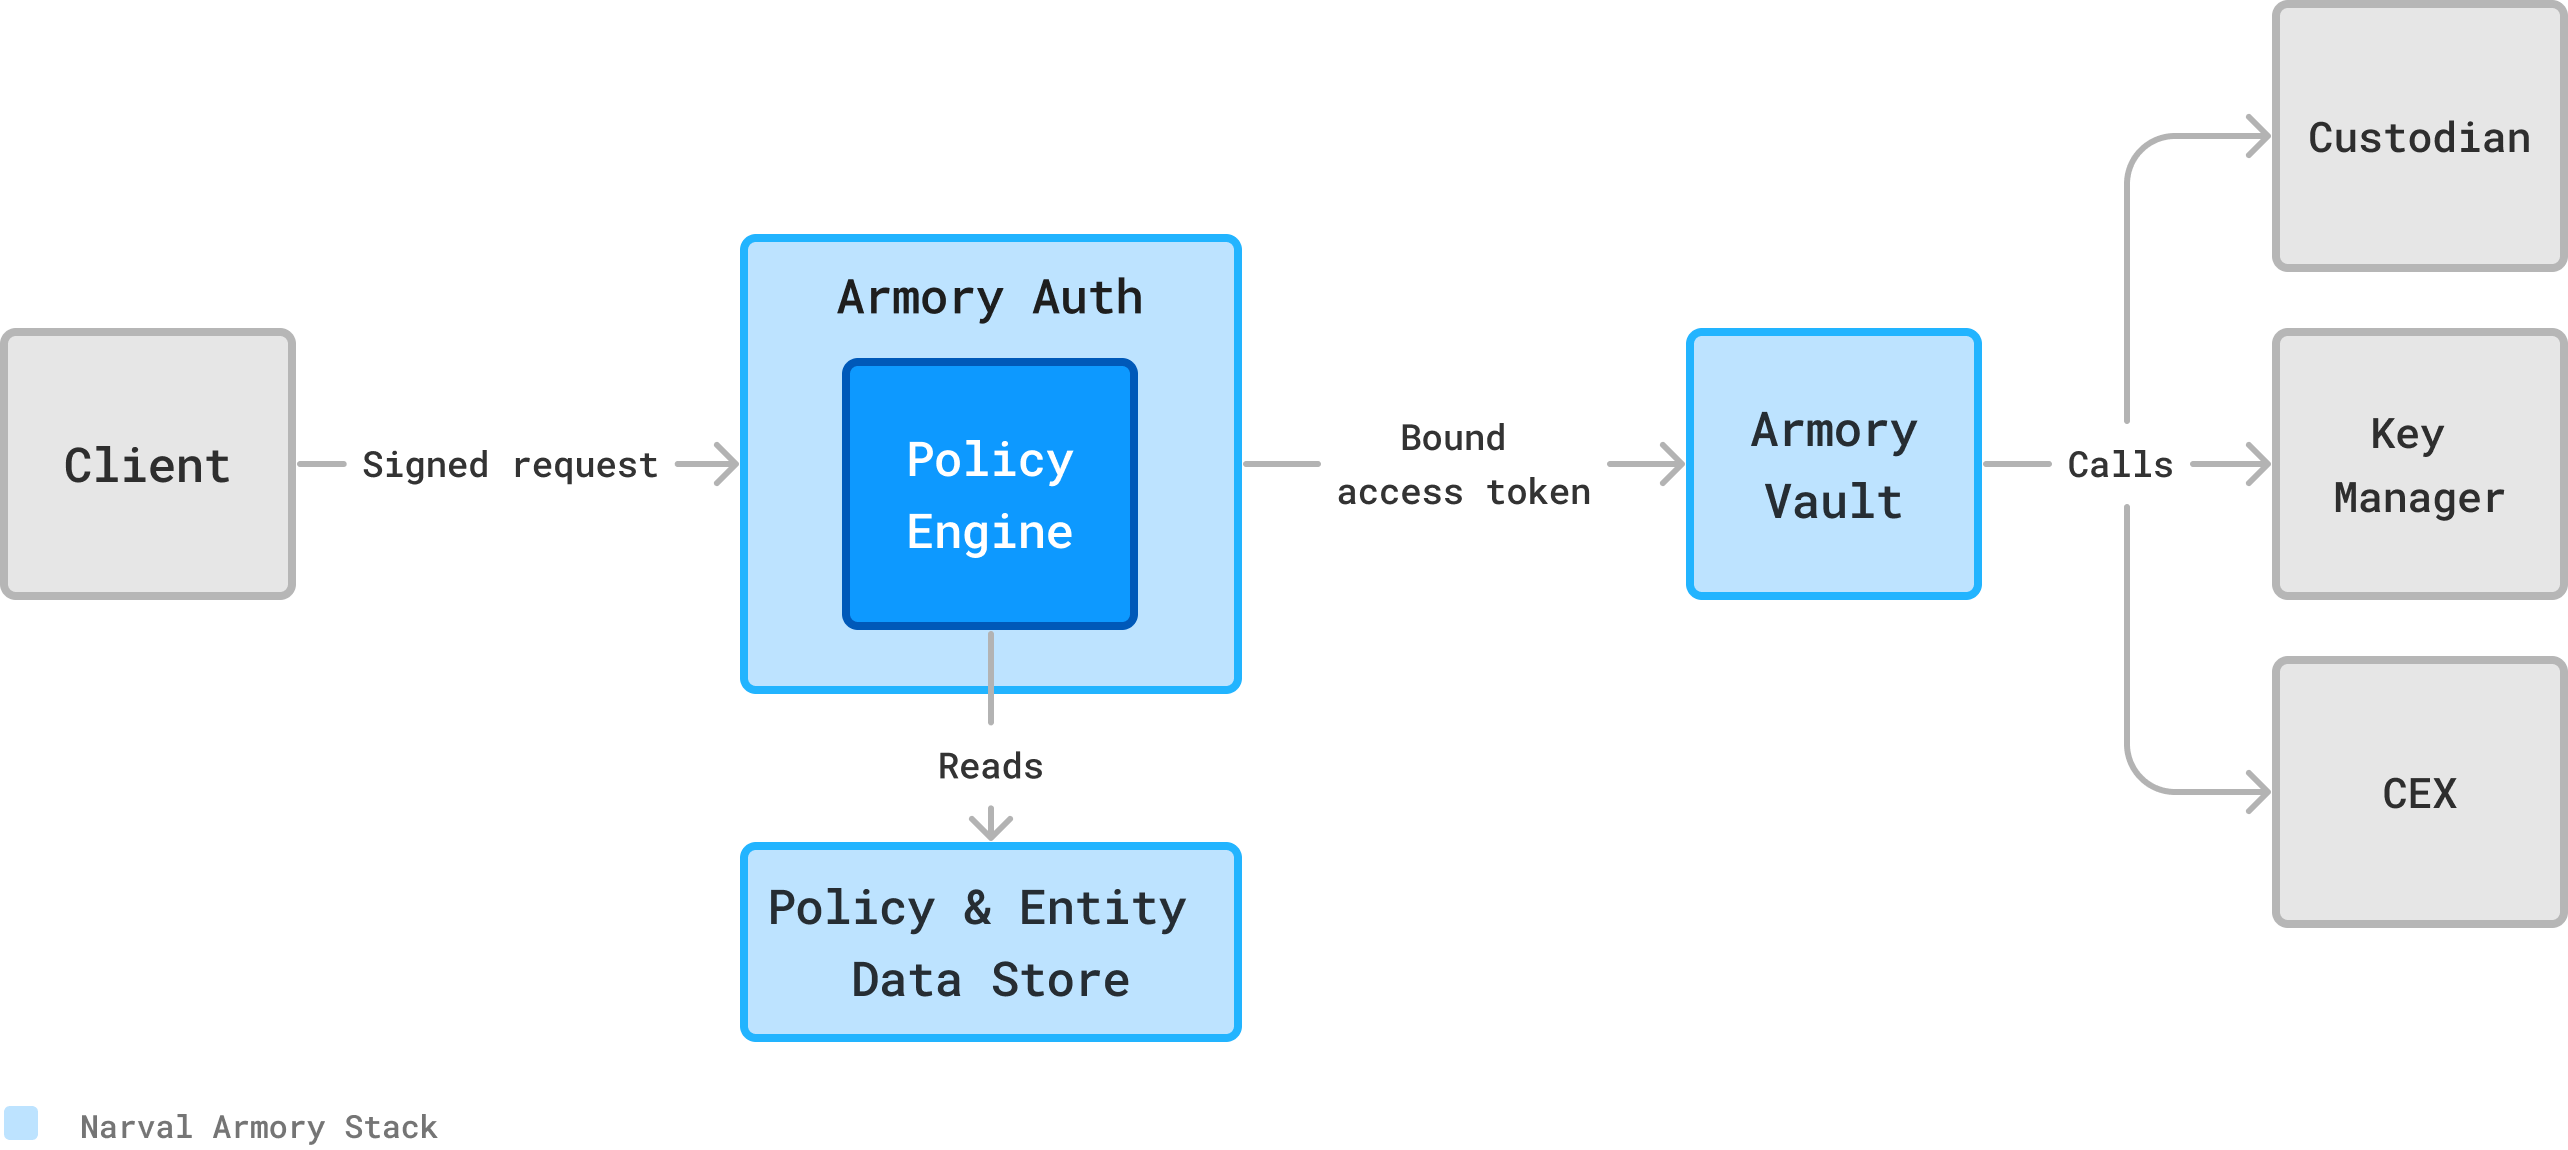 Client
Signed request
Armory Auth
Policy
Engine
Reads
Policy & Entity
Data Store
Bound
access token
Armory
Vault
Calls
Custodian
Key
Manager
CEX
Narval Armory Stack